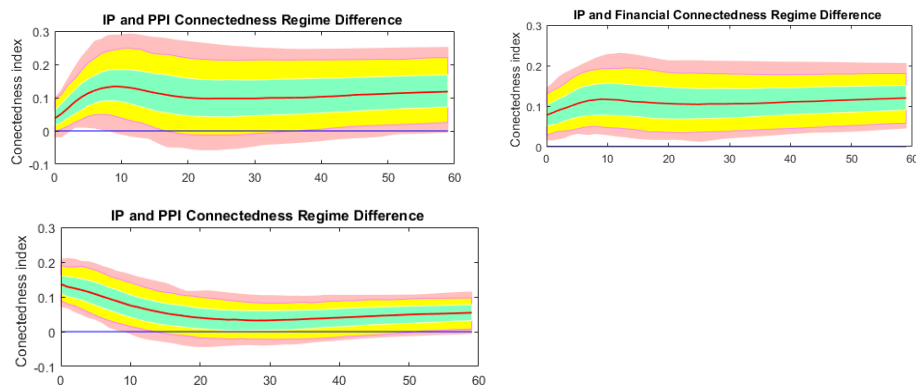 IP and PPI Connectedness Regime Difference
Conectedness index
0.3
0.2
0.1
0
-0.1
0 10 20 30 40 50 60
IP and Financial Connectedness Regime Difference
Conectedness index
0.3
0.2
0.1
0
0 10 20 30 40 50 60
IP and PPI Connectedness Regime Difference
Conectedness index
0.3
0.2
0.1
0
-0.1
0 10 20 30 40 50 60